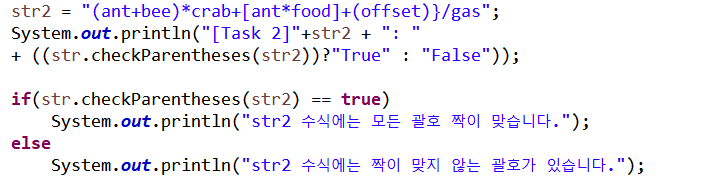 str2 = "(ant+bee)*crab+[ant*food]+(offset)}/gas";
System.out.println("[Task 2]"+str2 + ": "
+ ((str.checkParentheses(str2))?"True" : "False"));
if(str.checkParentheses(str2) == true)
System.out.println("str2 수식에는 모든 괄호 짝이 맞습니다.");
else
System.out.println("str2 수식에는 짝이 맞지 않는 괄호가 있습니다.");